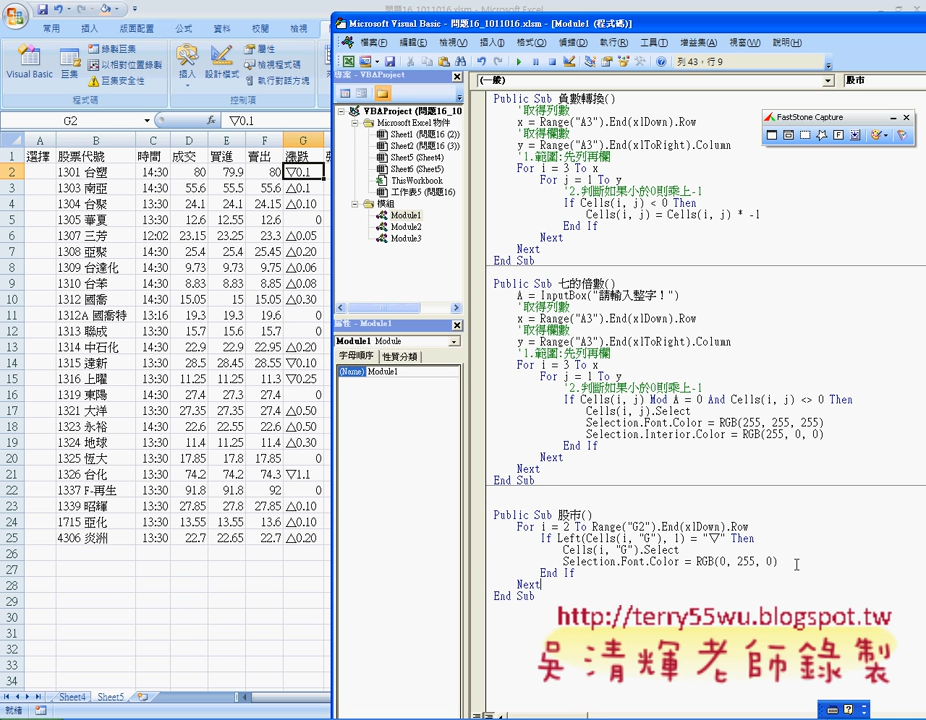 問題16_1011016.xlsm - Microsoft Excel
Microsoft Visual Basic - 問題16_1011016.xlsm - [Module1 (程式碼)]
常用 插入 版面配置 公式 資料 校閱 檢視
檔案(F) 編輯(E) 檢視(V) 插入(I) 格式(O) 偵錯(D) 執行(R) 工具(T) 增益集(A) 視窗(W) 說明(H)
列 43，行 9
Visual Basic 巨集 錄製巨集 以相對位置錄製 巨集安全性 插入 設計模式 屬性 檢視程式碼 執行對話方塊
程式碼 控制項
G2 fx ▽0.1
A B C D E F G
1 選擇 股票代號 時間 成交 買進 賣出 漲跌
2 1301 台塑 14:30 80 79.9 80 ▽0.1
3 1303 南亞 14:30 55.6 55.5 55.6 △0.1
4 1304 台聚 14:30 24.1 24.1 24.15 △0.10
5 1305 華夏 14:30 12.6 12.55 12.6 0
6 1307 三芳 12:02 23.15 23.25 23.3 △0.05
7 1308 亞聚 14:30 25.4 25.4 25.45 △0.20
8 1309 台達化 14:30 9.73 9.73 9.75 △0.06
9 1310 台苯 14:30 8.83 8.83 8.85 △0.08
10 1312 國喬 14:30 15.05 15 15.05 △0.30
11 1312A 國喬特 13:16 19.3 19.3 19.6 0
12 1313 聯成 13:30 15.7 15.6 15.7 0
13 1314 中石化 14:30 22.9 22.9 22.95 △0.20
14 1315 達新 14:30 28.5 28.45 28.55 ▽0.10
15 1316 上曜 13:30 11.25 11.25 11.3 ▽0.25
16 1319 東陽 14:30 27.4 27.3 27.4 0
17 1321 大洋 13:30 27.35 27.35 27.4 △0.50
18 1323 永裕 14:30 22.6 22.6 22.55 △0.50
19 1324 地球 13:30 11.4 11.25 11.4 △0.30
20 1325 恆大 13:30 17.85 17.8 17.85 0
21 1326 台化 13:30 74.2 74.2 74.3 ▽1.1
22 1337 F-再生 13:30 91.8 91.8 92 0
23 1339 昭輝 13:30 27.85 27.8 27.85 △0.10
24 1715 亞化 13:30 13.55 13.55 13.6 △0.10
25 4306 炎洲 13:30 22.7 22.65 22.7 △0.20
26
27
28
29
30
31
32
33
34
Sheet4 Sheet5
就緒
專案 - VBAProject
VBAProject (問題16_10
Microsoft Excel 物件
Sheet1 (問題16 (2))
Sheet2 (問題16 (3))
Sheet5 (Sheet4)
Sheet6 (Sheet5)
ThisWorkbook
工作表5 (問題16)
模組
Module1
Module2
Module3
屬性 - Module1
Module1 Module
字母順序 性質分類
(Name) Module1
(一般) 股市
FastStone Capture
Public Sub 負數轉換()
'取得列數
x = Range("A3").End(xlDown).Row
'取得欄數
y = Range("A3").End(xlToRight).Column
'1.範圍:先列再欄
For i = 3 To x
For j = 1 To y
'2.判斷如果小於0則乘上-1
If Cells(i, j) < 0 Then
Cells(i, j) = Cells(i, j) * -1
End If
Next
Next
End Sub
Public Sub 七的倍數()
A = InputBox("請輸入整字！")
'取得列數
x = Range("A3").End(xlDown).Row
'取得欄數
y = Range("A3").End(xlToRight).Column
'1.範圍:先列再欄
For i = 3 To x
For j = 1 To y
'2.判斷如果小於0則乘上-1
If Cells(i, j) Mod A = 0 And Cells(i, j) <> 0 Then
Cells(i, j).Select
Selection.Font.Color = RGB(255, 255, 255)
Selection.Interior.Color = RGB(255, 0, 0)
End If
Next
Next
End Sub
Public Sub 股市()
For i = 2 To Range("G2").End(xlDown).Row
If Left(Cells(i, "G"), 1) = "▽" Then
Cells(i, "G").Select
Selection.Font.Color = RGB(0, 255, 0)
End If
Next
End Sub
http://terry55wu.blogspot.tw
吳清輝老師錄製